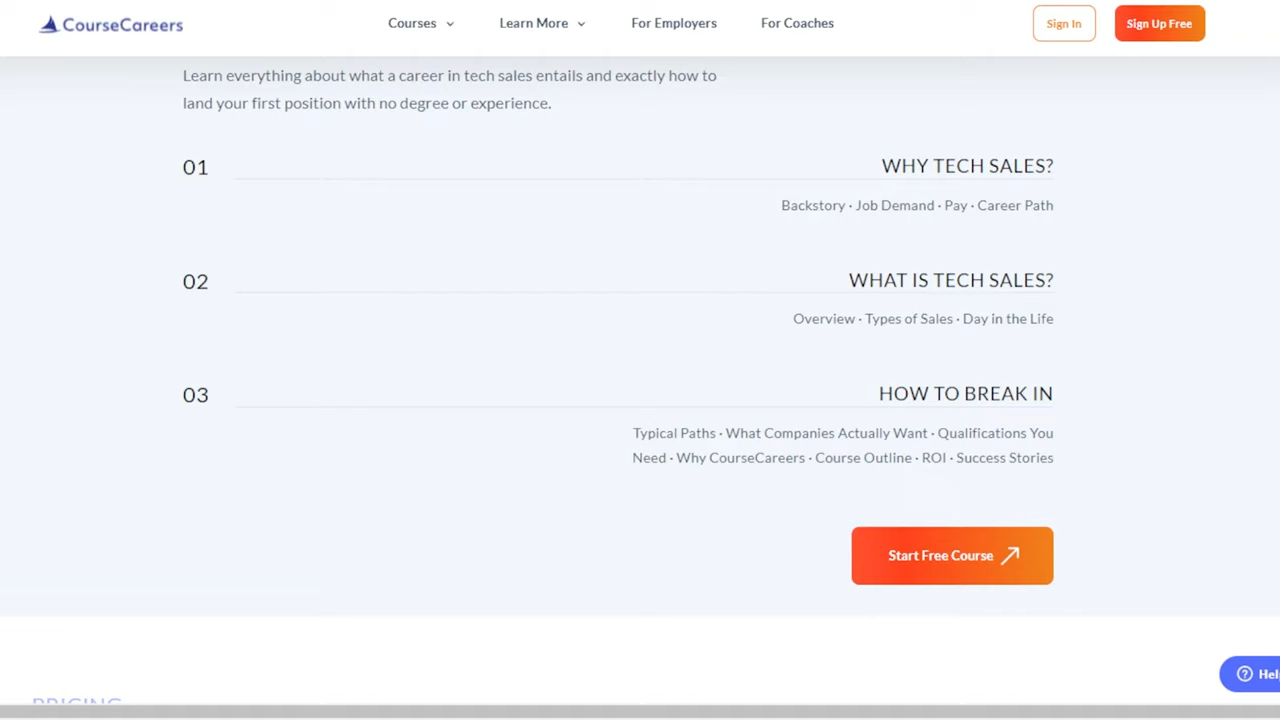 CourseCareers
Courses
Learn More
For Employers
For Coaches
Sign In
Sign Up Free
Learn everything about what a career in tech sales entails and exactly how to
land your first position with no degree or experience.
01
WHY TECH SALES?
Backstory · Job Demand · Pay · Career Path
02
WHAT IS TECH SALES?
Overview · Types of Sales · Day in the Life
03
HOW TO BREAK IN
Typical Paths · What Companies Actually Want · Qualifications You
Need · Why CourseCareers · Course Outline · ROI · Success Stories
Start Free Course
Hel
PRICING